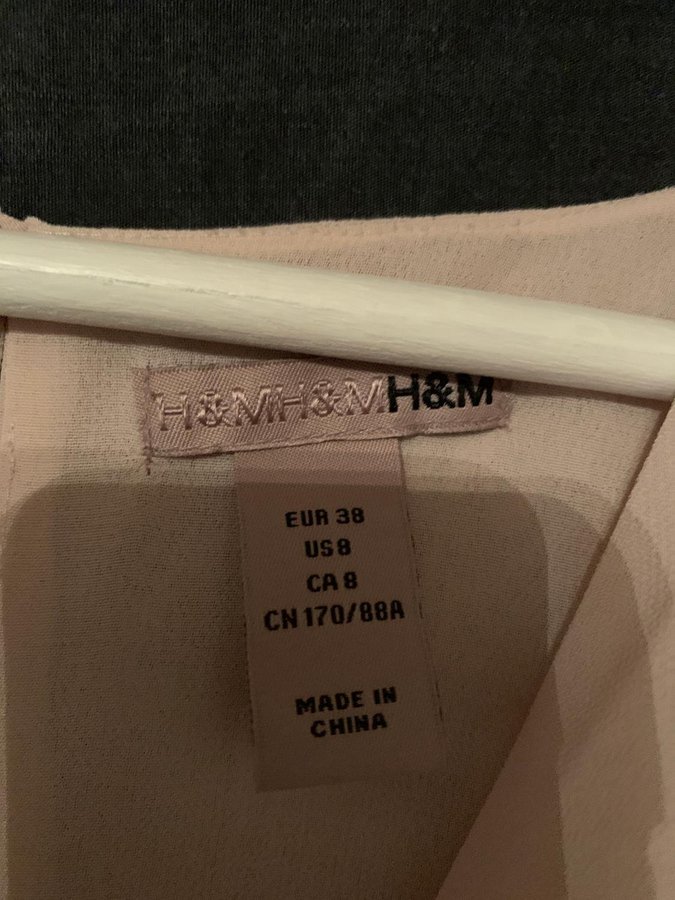 H&MH&MH&M
EUR 38
US 8
CA 8
CN 170/88A
MADE IN
CHINA